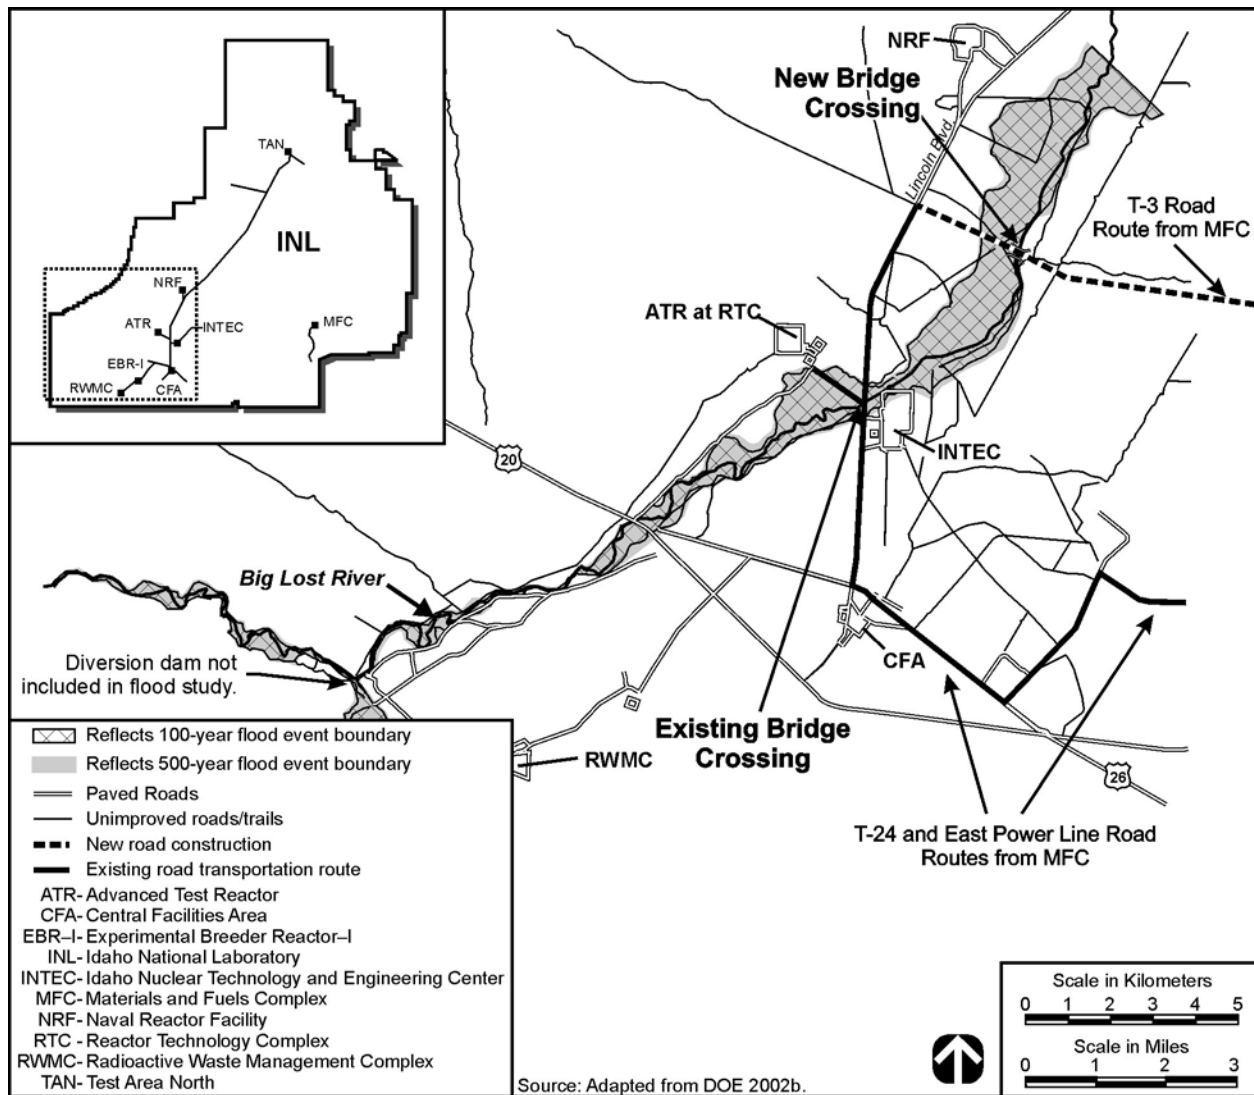 TAN
INL
NRF
ATR
INTEC
EBR-I
RWMC
CFA
MFC
NRF
New Bridge
Crossing
Lincoln Blvd.
T-3 Road
Route from MFC
ATR at RTC
20
INTEC
Big Lost River
Diversion dam not
included in flood study.
CFA
Existing Bridge
Crossing
RWMC
26
T-24 and East Power Line Road
Routes from MFC
Reflects 100-year flood event boundary
Reflects 500-year flood event boundary
Paved Roads
Unimproved roads/trails
New road construction
Existing road transportation route
ATR- Advanced Test Reactor
CFA- Central Facilities Area
EBR–I- Experimental Breeder Reactor–I
INL- Idaho National Laboratory
INTEC- Idaho Nuclear Technology and Engineering Center
MFC- Materials and Fuels Complex
NRF- Naval Reactor Facility
RTC - Reactor Technology Complex
RWMC- Radioactive Waste Management Complex
TAN- Test Area North
Source: Adapted from DOE 2002b.
Scale in Kilometers
0 1 2 3 4 5
Scale in Miles
0 1 2 3